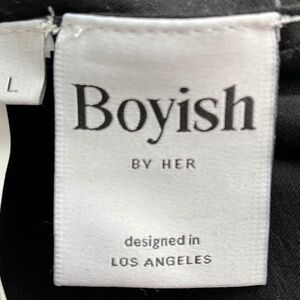 L
Boyish
BY HER
designed in
LOS ANGELES